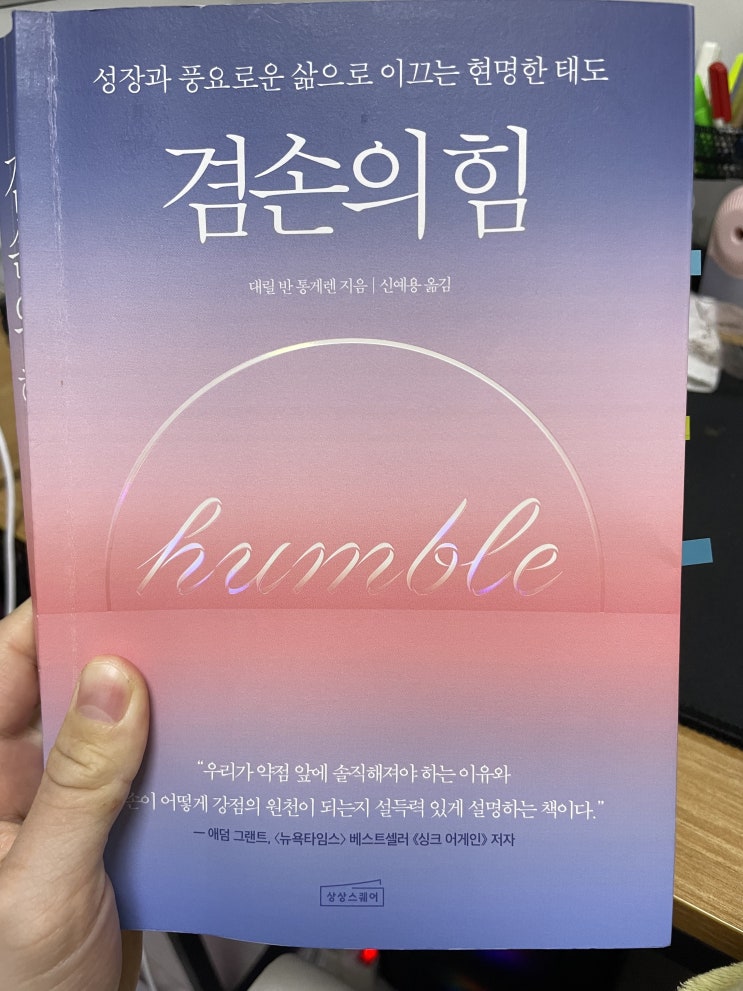 성장과 풍요로운 삶으로 이끄는 현명한 태도
겸손의 힘
대릴 반 통게렌 지음 | 신예용 옮김
humble
“우리가 약점 앞에 솔직해져야 하는 이유와
어떻게 강점의 원천이 되는지 설득력 있게 설명하는 책이다.”
— 애덤 그랜트, 〈뉴욕타임스〉 베스트셀러 《싱크 어게인》 저자
상상스퀘어